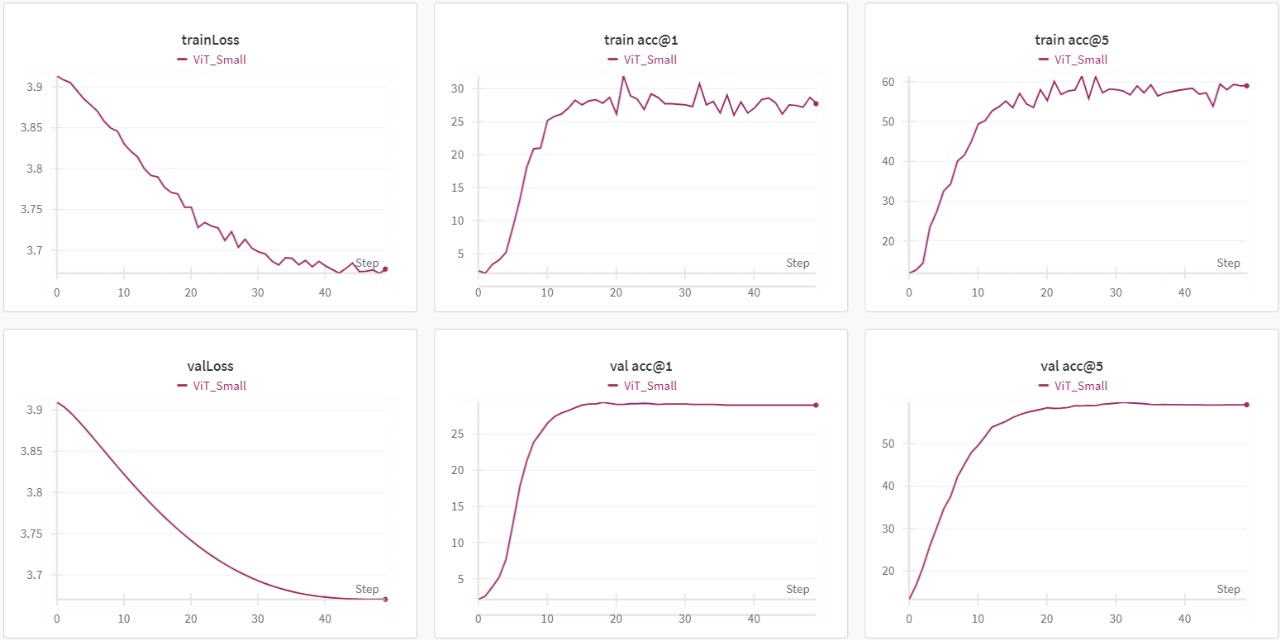 trainLoss
ViT_Small
3.9
3.85
3.8
3.75
3.7
Step
0 10 20 30 40
train acc@1
ViT_Small
30
25
20
15
10
5
Step
0 10 20 30 40
train acc@5
ViT_Small
60
50
40
30
20
Step
0 10 20 30 40
valLoss
ViT_Small
3.9
3.85
3.8
3.75
3.7
Step
0 10 20 30 40
val acc@1
ViT_Small
25
20
15
10
5
Step
0 10 20 30 40
val acc@5
ViT_Small
50
40
30
20
Step
0 10 20 30 40